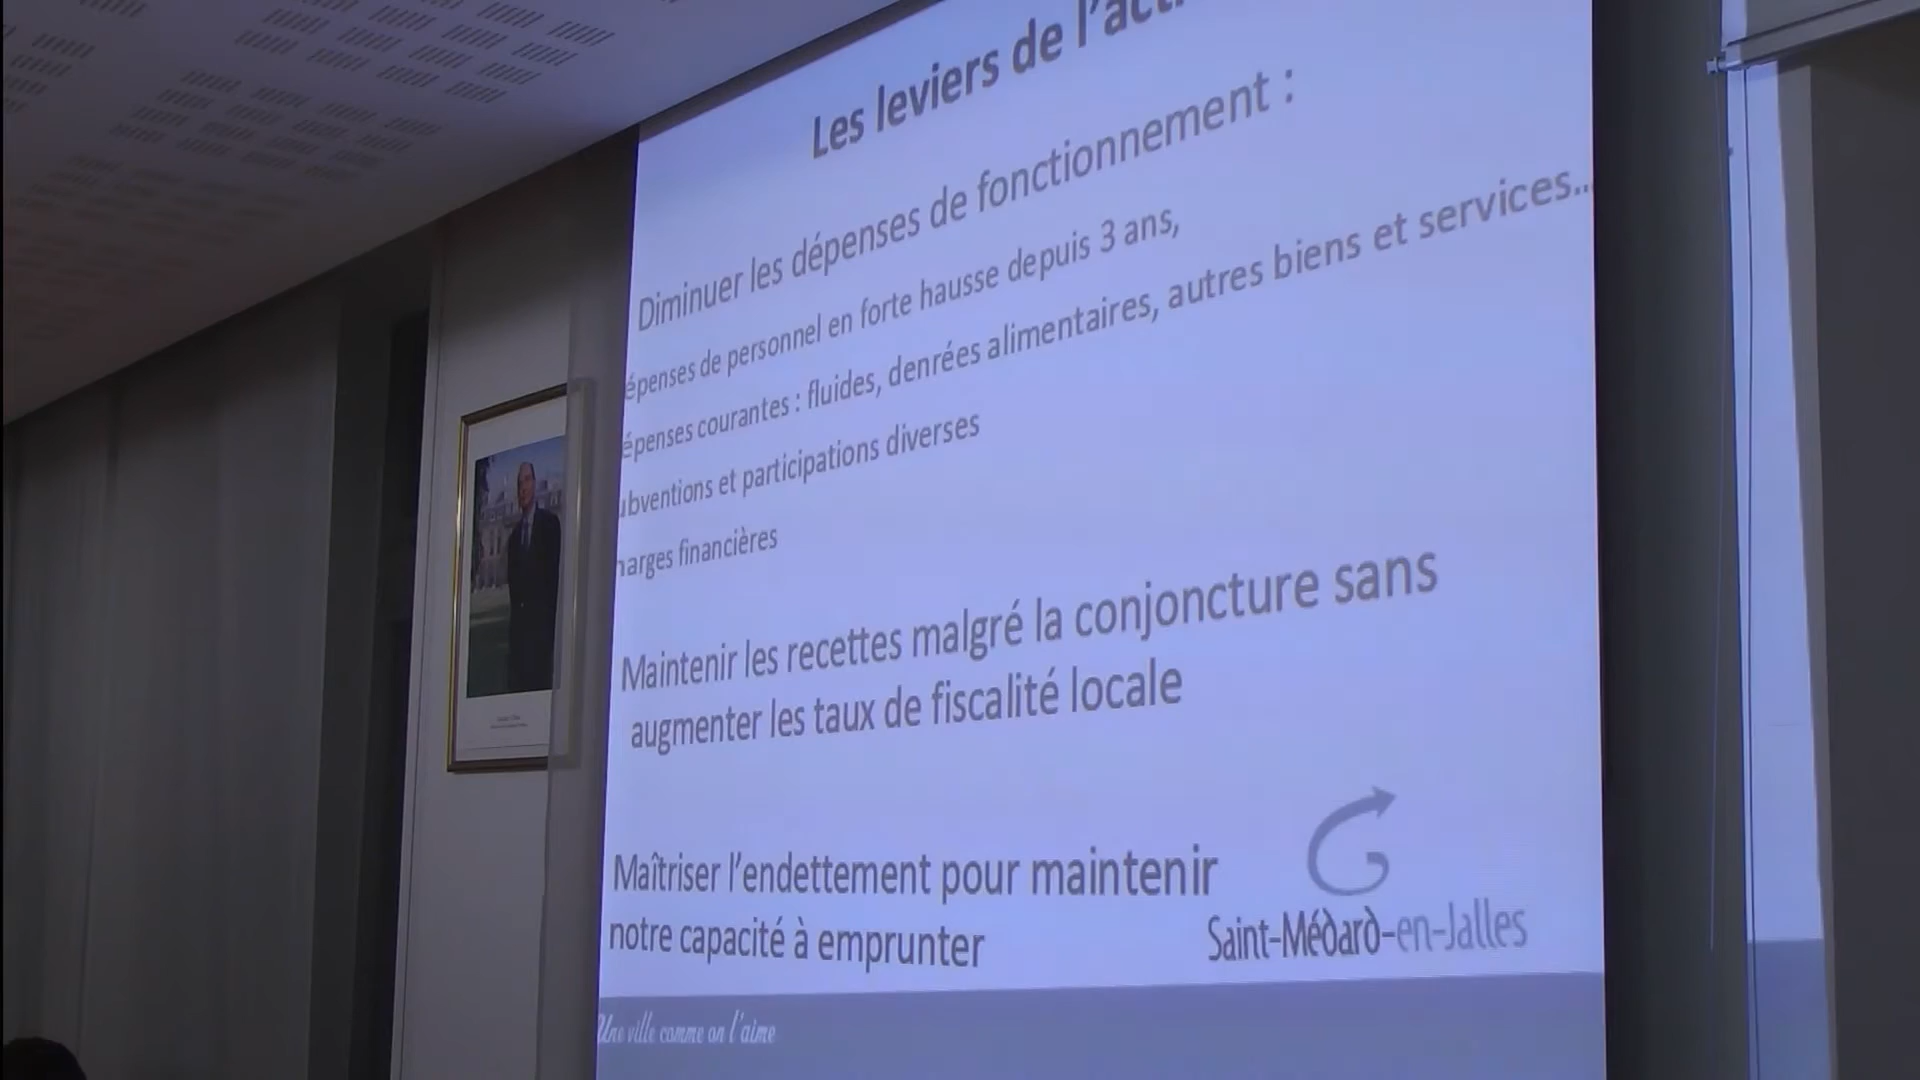 Les leviers de l'act
Diminuer les dépenses de fonctionnement :
épenses de personnel en forte hausse depuis 3 ans,
épenses courantes : fluides, denrées alimentaires, autres biens et services...
ubventions et participations diverses
harges financières
Maintenir les recettes malgré la conjoncture sans
augmenter les taux de fiscalité locale
Maîtriser l'endettement pour maintenir
notre capacité à emprunter
Saint-Médard-en-Jalles
Une ville comme on l'aime